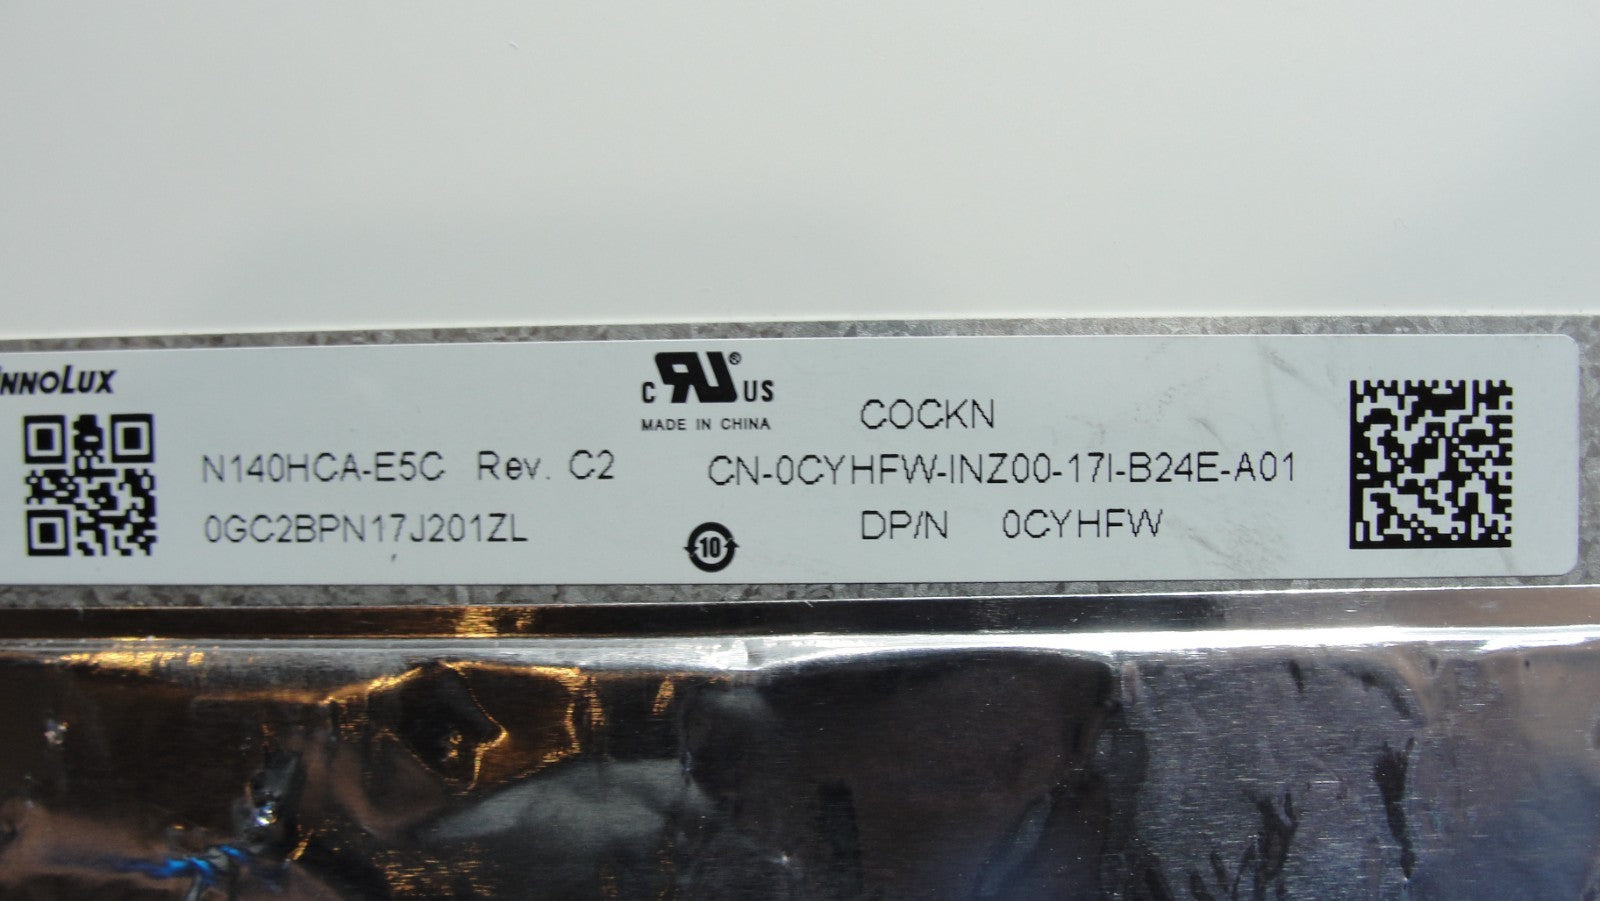 INNOLUX
N140HCA-E5C Rev. C2
0GC2BPN17J201ZL
C RU ® US
MADE IN CHINA
10
COCKN
CN-0CYHFW-INZ00-17I-B24E-A01
DP/N 0CYHFW